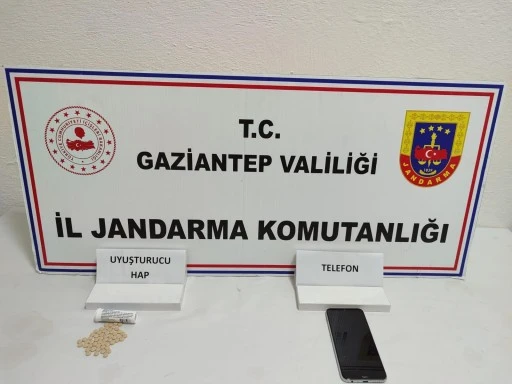 T.C.
GAZİANTEP VALİLİĞİ
İL JANDARMA KOMUTANLIĞI
JANDARMA
UYUŞTURUCU
HAP
TELEFON